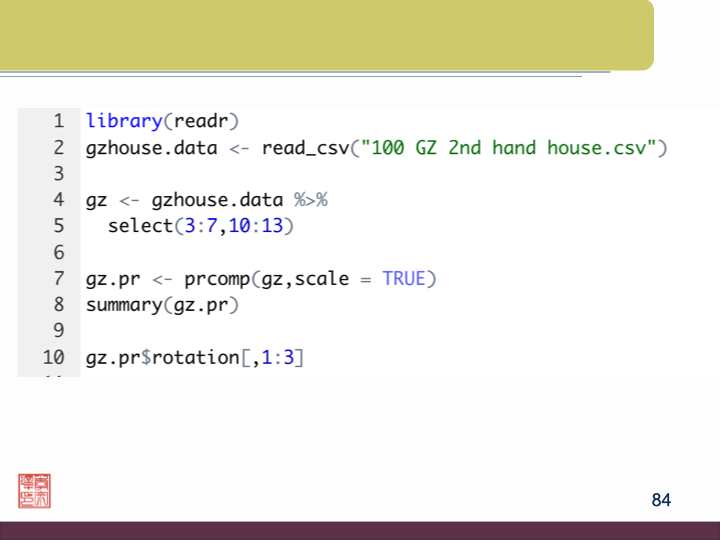 1 library(readr)
2 gzhouse.data <- read_csv("100 GZ 2nd hand house.csv")
3
4 gz <- gzhouse.data %>%
5 select(3:7,10:13)
6
7 gz.pr <- prcomp(gz,scale = TRUE)
8 summary(gz.pr)
9
10 gz.pr$rotation[,1:3]
84